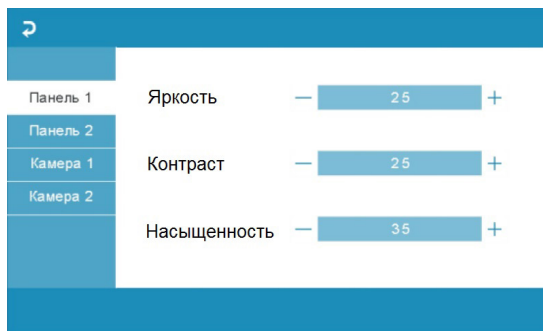 Панель 1
Панель 2
Камера 1
Камера 2
Яркость — 25 +
Контраст — 25 +
Насыщенность — 35 +